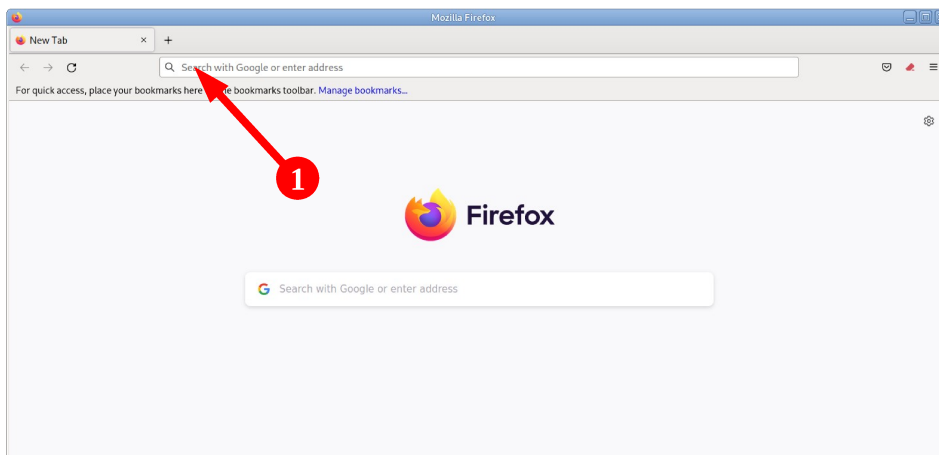 Mozilla Firefox
New Tab
Search with Google or enter address
For quick access, place your bookmarks here bookmarks toolbar. Manage bookmarks...
1
Firefox
Search with Google or enter address